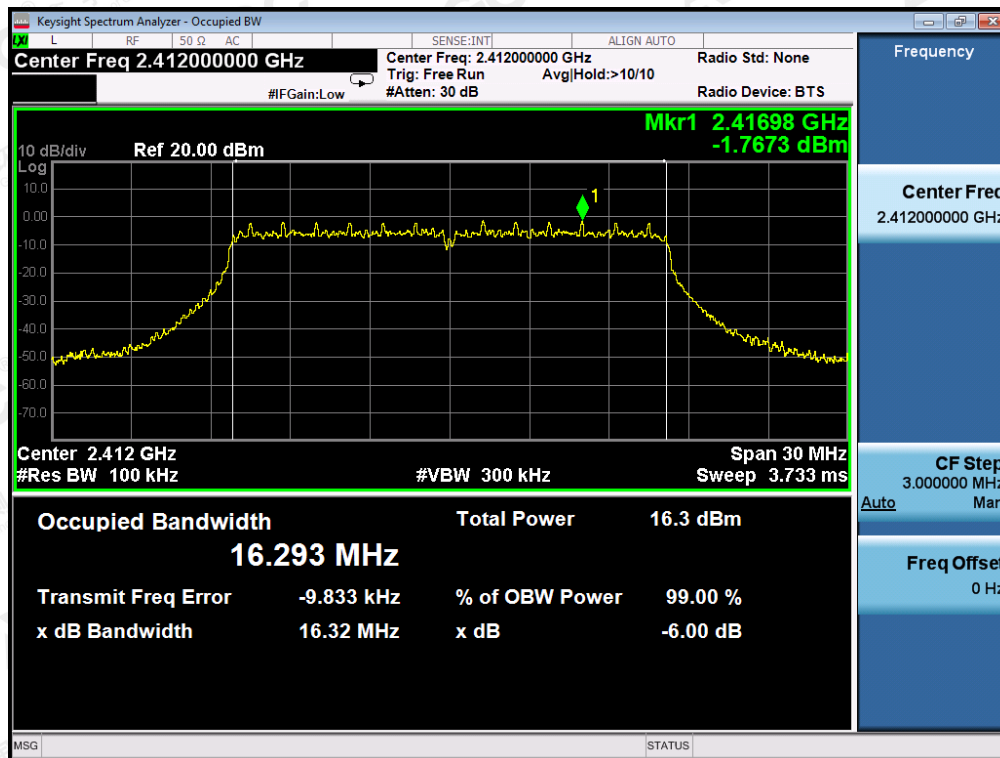 Keysight Spectrum Analyzer - Occupied BW
LXI L RF 50 Ω AC SENSE:INT ALIGN AUTO
Center Freq 2.412000000 GHz
Center Freq: 2.412000000 GHz Radio Std: None
Trig: Free Run Avg|Hold:>10/10
#IFGain:Low #Atten: 30 dB Radio Device: BTS
Frequency
Mkr1 2.41698 GHz
-1.7673 dBm
10 dB/div Ref 20.00 dBm
Log
10.0
0.00
-10.0
-20.0
-30.0
-40.0
-50.0
-60.0
-70.0
1
Center 2.412 GHz Span 30 MHz
#Res BW 100 kHz #VBW 300 kHz Sweep 3.733 ms
Occupied Bandwidth Total Power 16.3 dBm
16.293 MHz
Transmit Freq Error -9.833 kHz % of OBW Power 99.00 %
x dB Bandwidth 16.32 MHz x dB -6.00 dB
Center Freq
2.412000000 GHz
CF Step
3.000000 MHz
Auto Man
Freq Offset
0 Hz
MSG STATUS